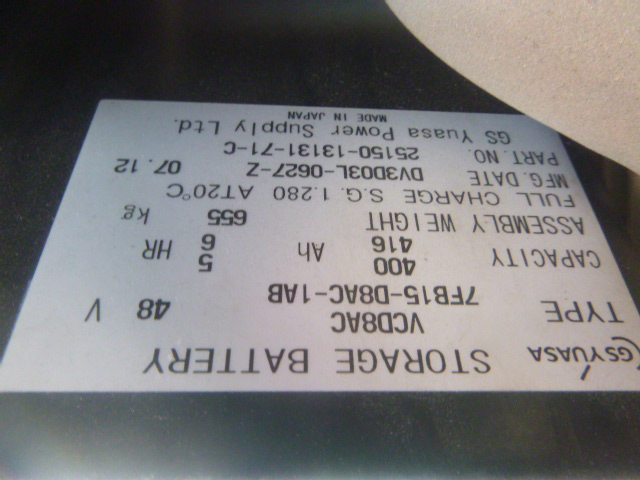 GS YUASA STORAGE BATTERY
TYPE VCD8AC 48 V
7FB15-D8AC-1AB
CAPACITY 400 Ah 5 HR
416 6
ASSEMBLY WEIGHT 655 kg
FULL CHARGE S.G. 1.280 AT20°C
MFG. DATE DV3D03L-0627-Z 07.12
PART NO. 25150-13131-71-C
GS Yuasa Power Supply Ltd.
MADE IN JAPAN